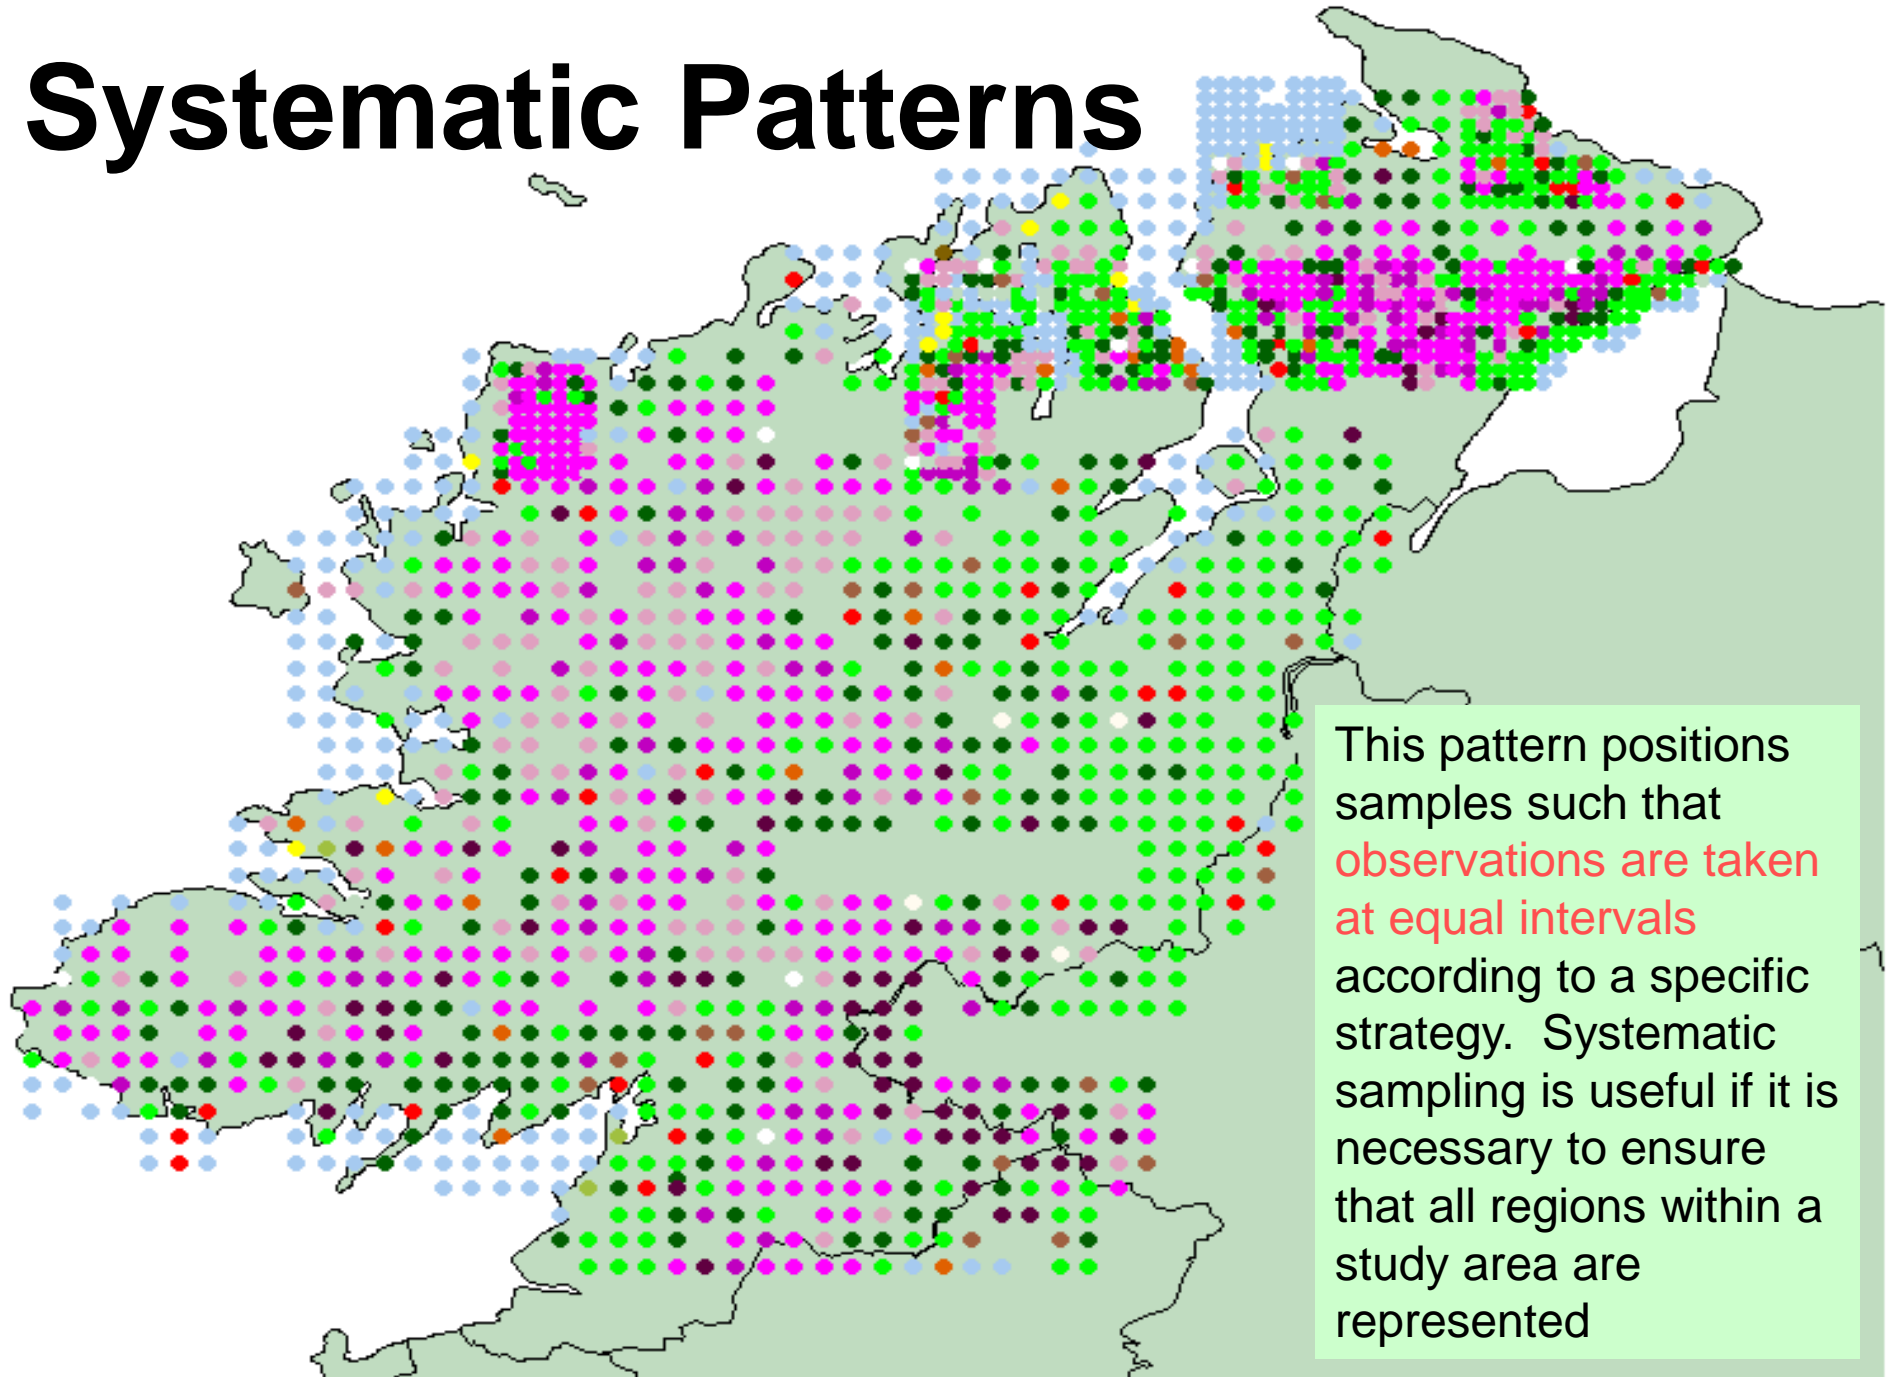 Systematic Patterns
This pattern positions
samples such that
observations are taken
at equal intervals
according to a specific
strategy.  Systematic
sampling is useful if it is
necessary to ensure
that all regions within a
study area are
represented